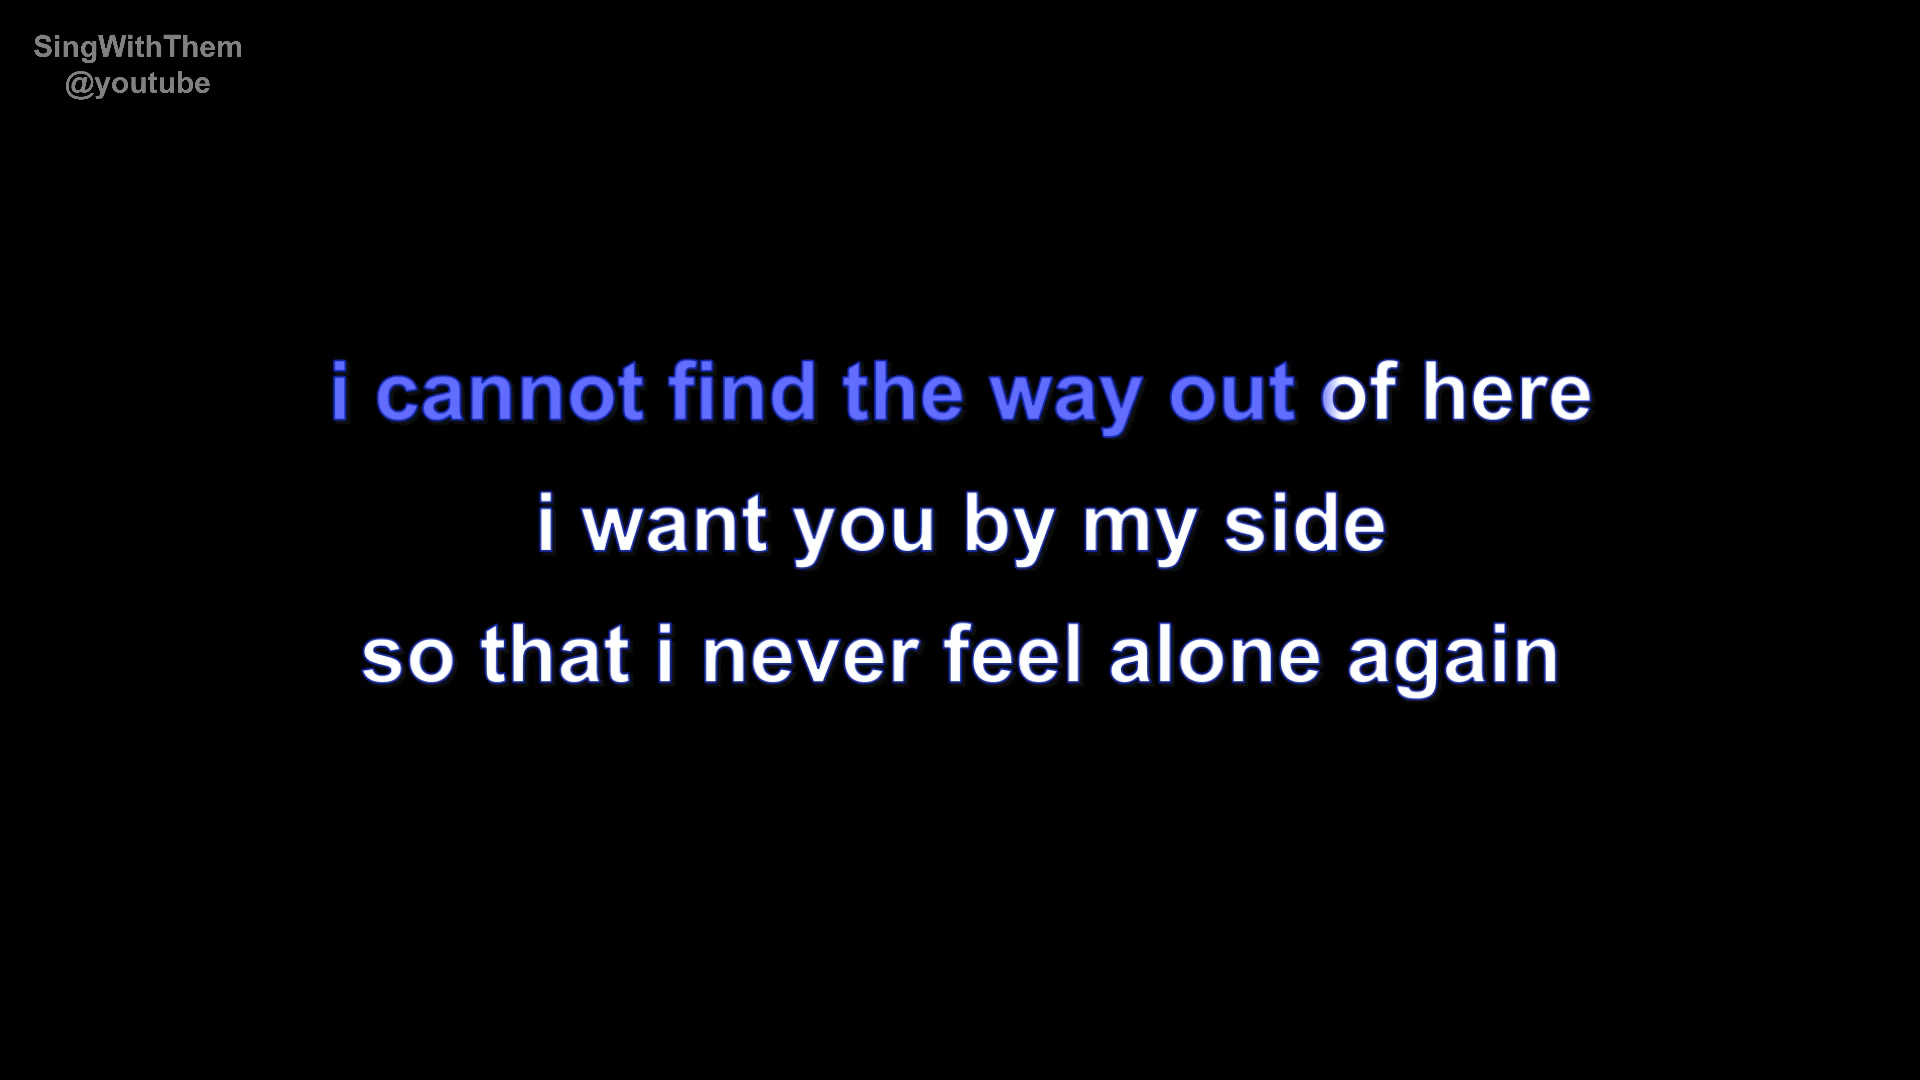 SingWithThem
@youtube
i cannot find the way out of here
i want you by my side
so that i never feel alone again